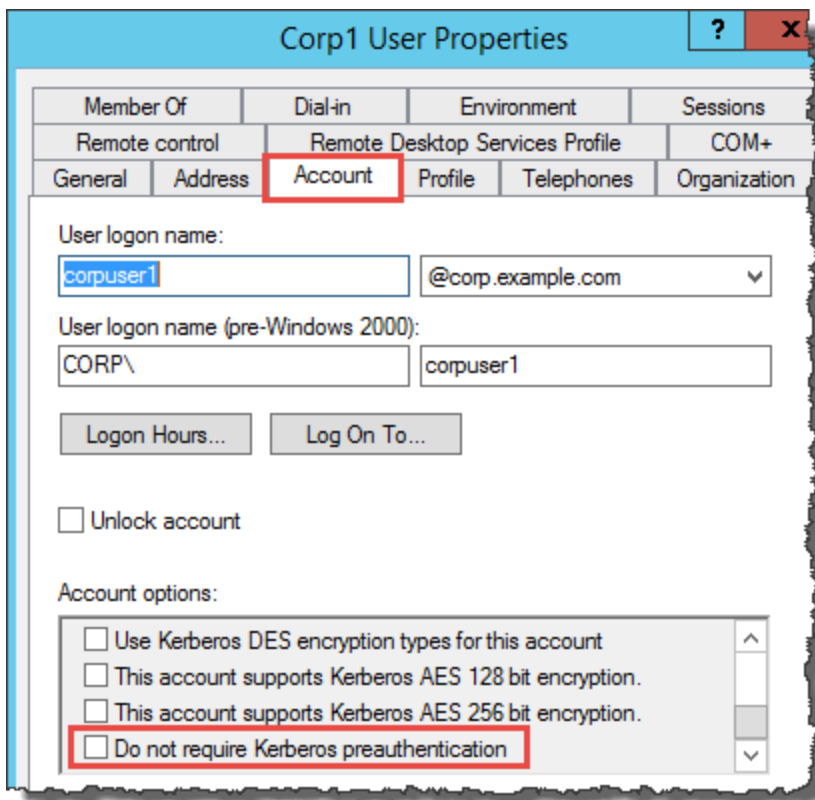 Corp1 User Properties
? x
Member Of Dial-in Environment Sessions
Remote control Remote Desktop Services Profile COM+
General Address Account Profile Telephones Organization
User logon name:
corpuser1 @corp.example.com
User logon name (pre-Windows 2000):
CORP\ corpuser1
Logon Hours... Log On To...
Unlock account
Account options:
Use Kerberos DES encryption types for this account
This account supports Kerberos AES 128 bit encryption.
This account supports Kerberos AES 256 bit encryption.
Do not require Kerberos preauthentication